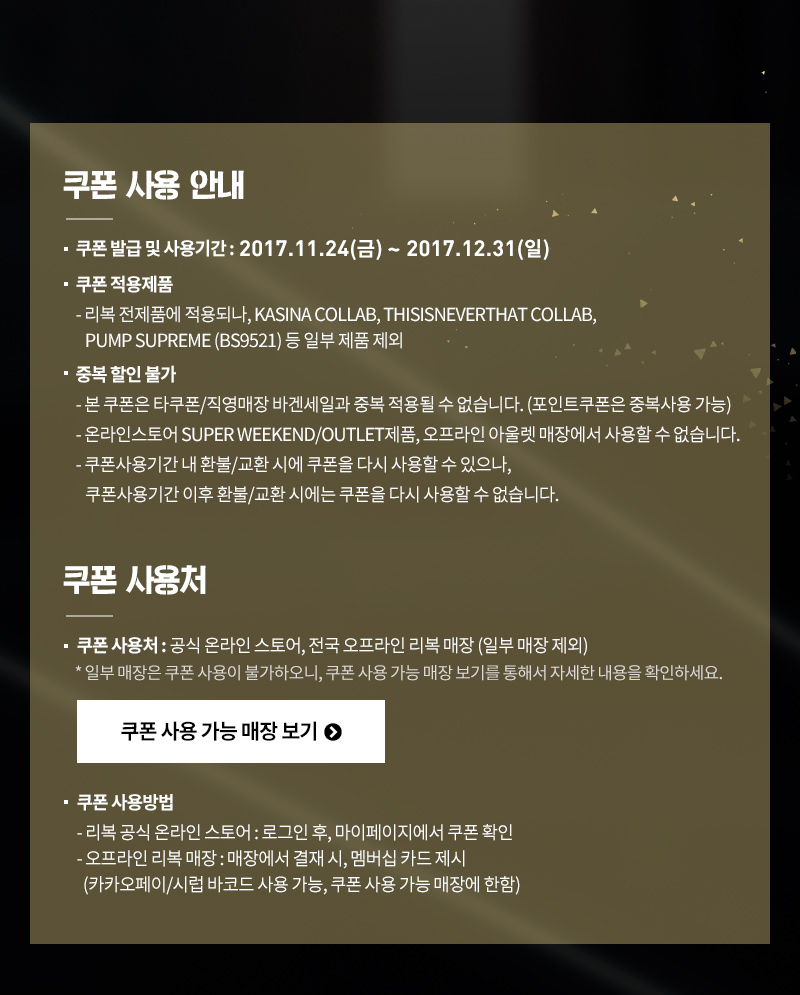 쿠폰 사용 안내
· 쿠폰 발급 및 사용기간 : 2017.11.24(금) ~ 2017.12.31(일)
· 쿠폰 적용제품
- 리복 전제품에 적용되나, KASINA COLLAB, THISISNEVERTHAT COLLAB,
PUMP SUPREME (BS9521) 등 일부 제품 제외
· 중복 할인 불가
- 본 쿠폰은 타쿠폰/직영매장 바겐세일과 중복 적용될 수 없습니다. (포인트쿠폰은 중복사용 가능)
- 온라인스토어 SUPER WEEKEND/OUTLET제품, 오프라인 아울렛 매장에서 사용할 수 없습니다.
- 쿠폰사용기간 내 환불/교환 시에 쿠폰을 다시 사용할 수 있으나,
쿠폰사용기간 이후 환불/교환 시에는 쿠폰을 다시 사용할 수 없습니다.
쿠폰 사용처
· 쿠폰 사용처 : 공식 온라인 스토어, 전국 오프라인 리복 매장 (일부 매장 제외)
* 일부 매장은 쿠폰 사용이 불가하오니, 쿠폰 사용 가능 매장 보기를 통해서 자세한 내용을 확인하세요.
쿠폰 사용 가능 매장 보기
· 쿠폰 사용방법
- 리복 공식 온라인 스토어 : 로그인 후, 마이페이지에서 쿠폰 확인
- 오프라인 리복 매장 : 매장에서 결재 시, 멤버십 카드 제시
(카카오페이/시럽 바코드 사용 가능, 쿠폰 사용 가능 매장에 한함)